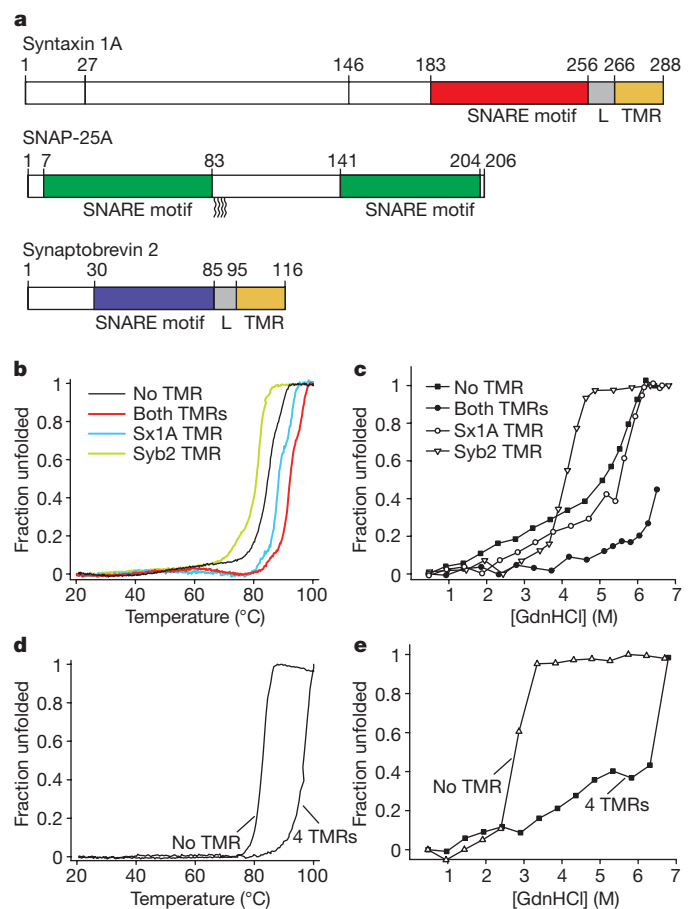 a
Syntaxin 1A
1 27 146 183 256 266 288
SNARE motif L TMR
SNAP-25A
1 7 83 141 204 206
SNARE motif SNARE motif
Synaptobrevin 2
1 30 85 95 116
SNARE motif L TMR
b
Fraction unfolded
1
0.8
0.6
0.4
0.2
0
No TMR
Both TMRs
Sx1A TMR
Syb2 TMR
20 40 60 80 100
Temperature (°C)
c
Fraction unfolded
1
0.8
0.6
0.4
0.2
0
No TMR
Both TMRs
Sx1A TMR
Syb2 TMR
1 2 3 4 5 6 7
[GdnHCl] (M)
d
Fraction unfolded
1
0.8
0.6
0.4
0.2
0
No TMR
4 TMRs
20 40 60 80 100
Temperature (°C)
e
Fraction unfolded
1
0.8
0.6
0.4
0.2
0
No TMR
4 TMRs
1 2 3 4 5 6 7
[GdnHCl] (M)